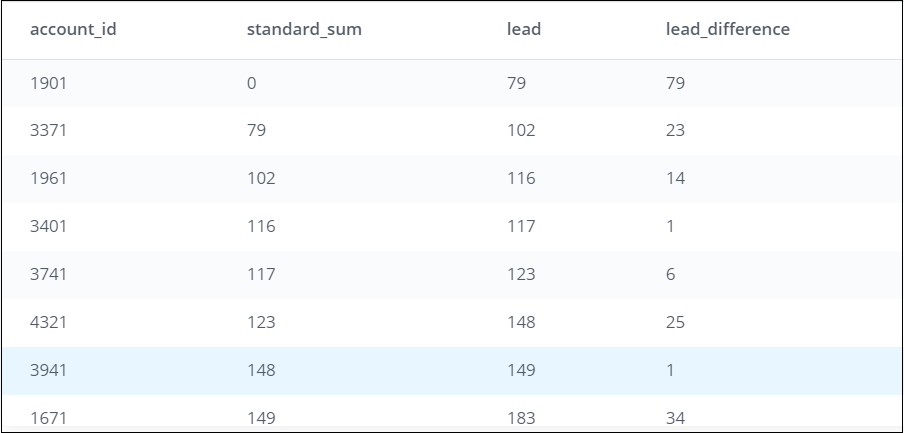 account_id standard_sum lead lead_difference
1901 0 79 79
3371 79 102 23
1961 102 116 14
3401 116 117 1
3741 117 123 6
4321 123 148 25
3941 148 149 1
1671 149 183 34